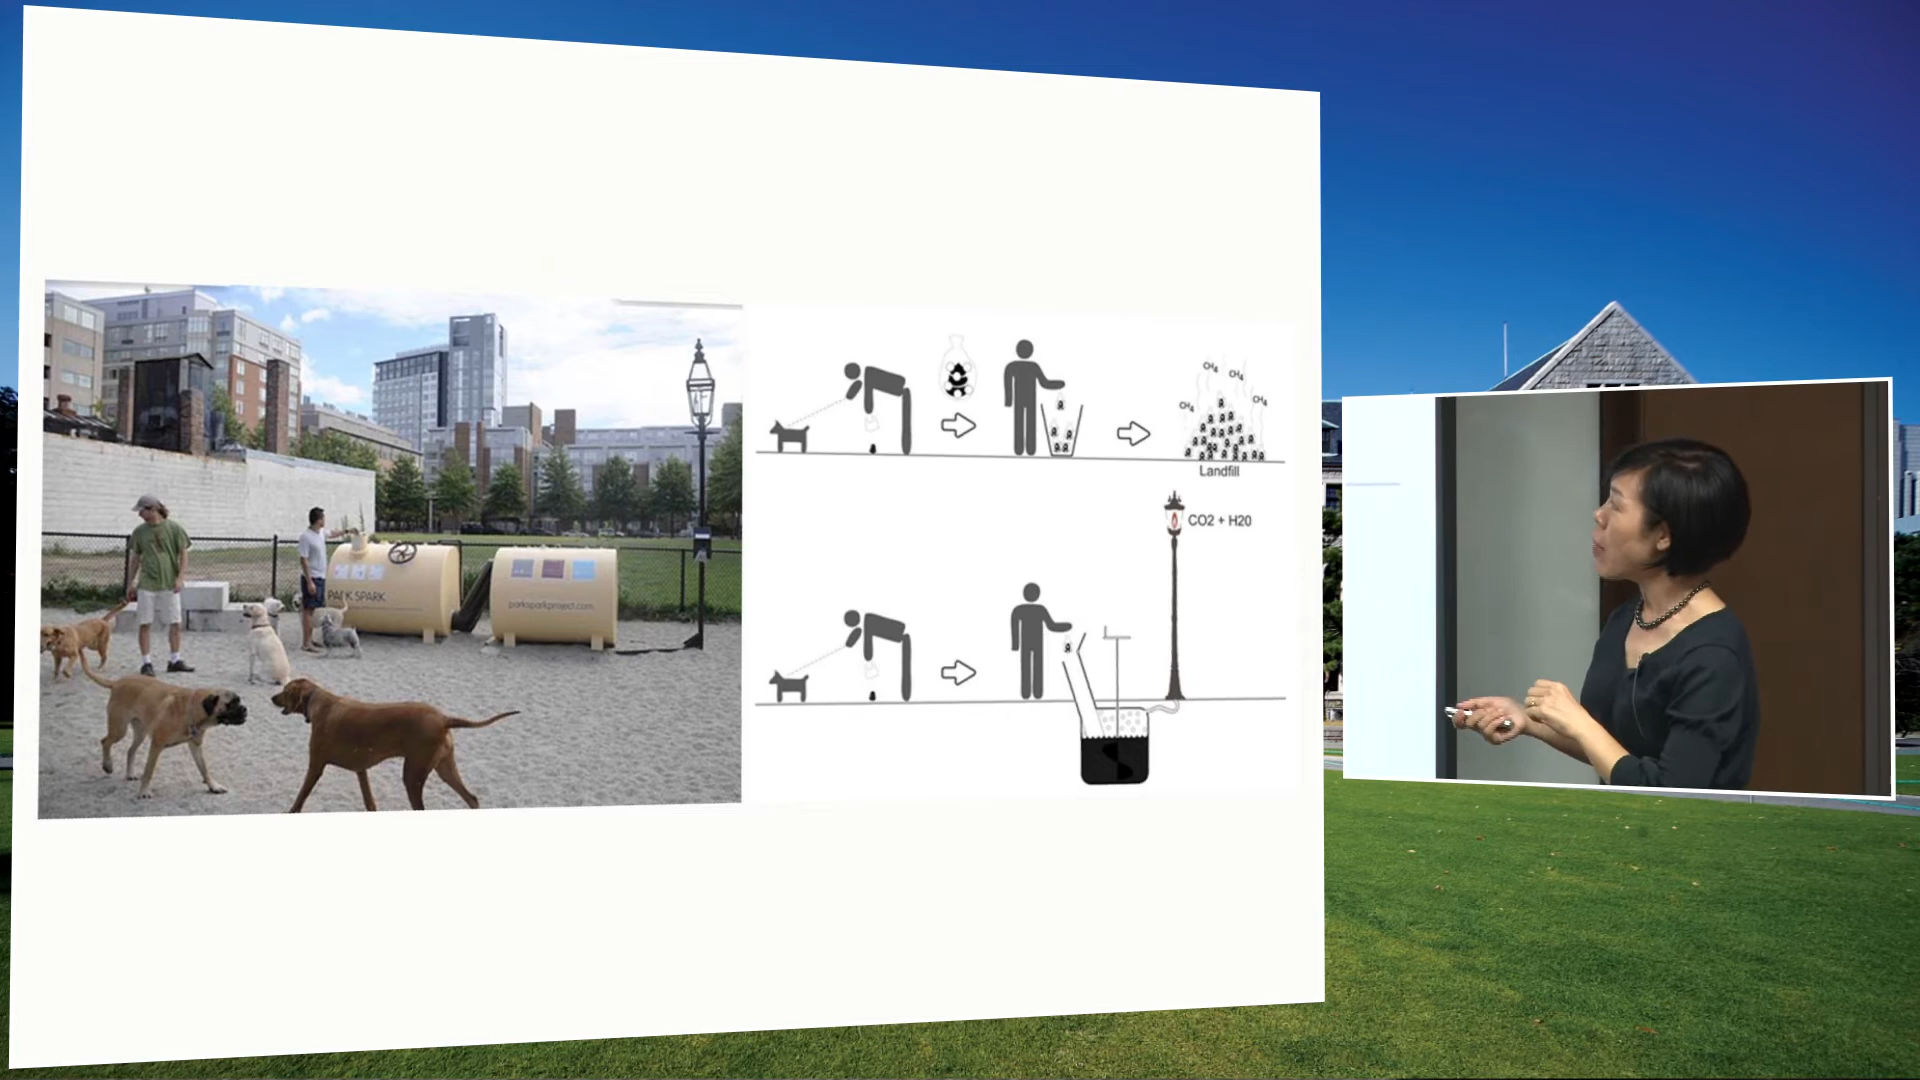 PARK SPARK
parksparkproject.com
CH4
CH4
CH4
CH4
Landfill
CO2 + H20